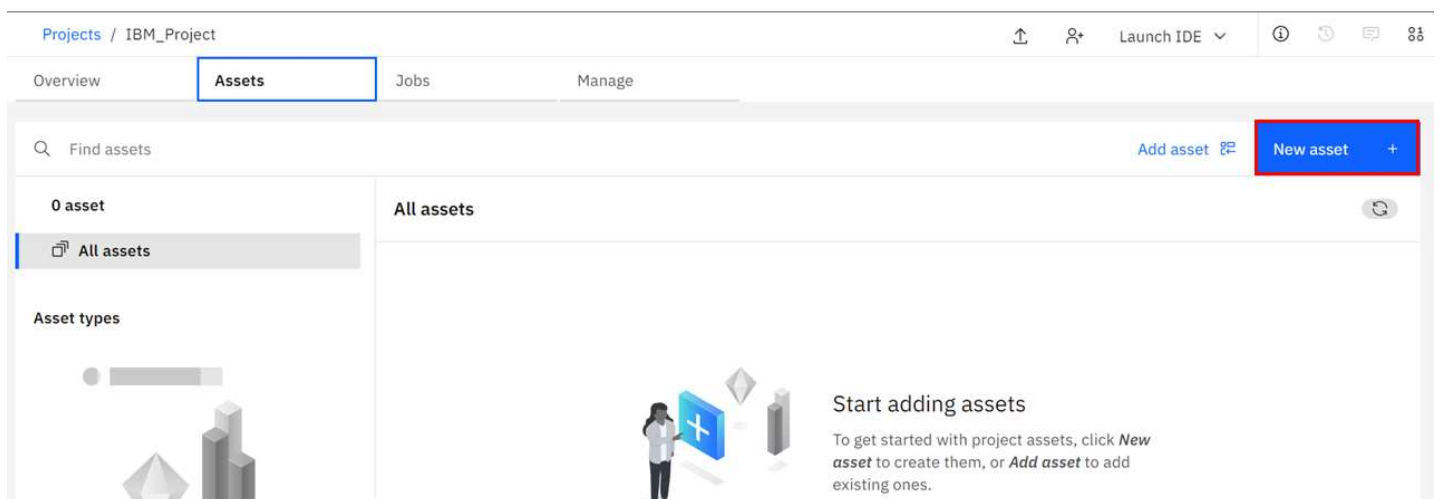 Projects / IBM_Project
Launch IDE
Overview
Assets
Jobs
Manage
Find assets
Add asset
New asset +
0 asset
All assets
All assets
Asset types
Start adding assets
To get started with project assets, click New
asset to create them, or Add asset to add
existing ones.